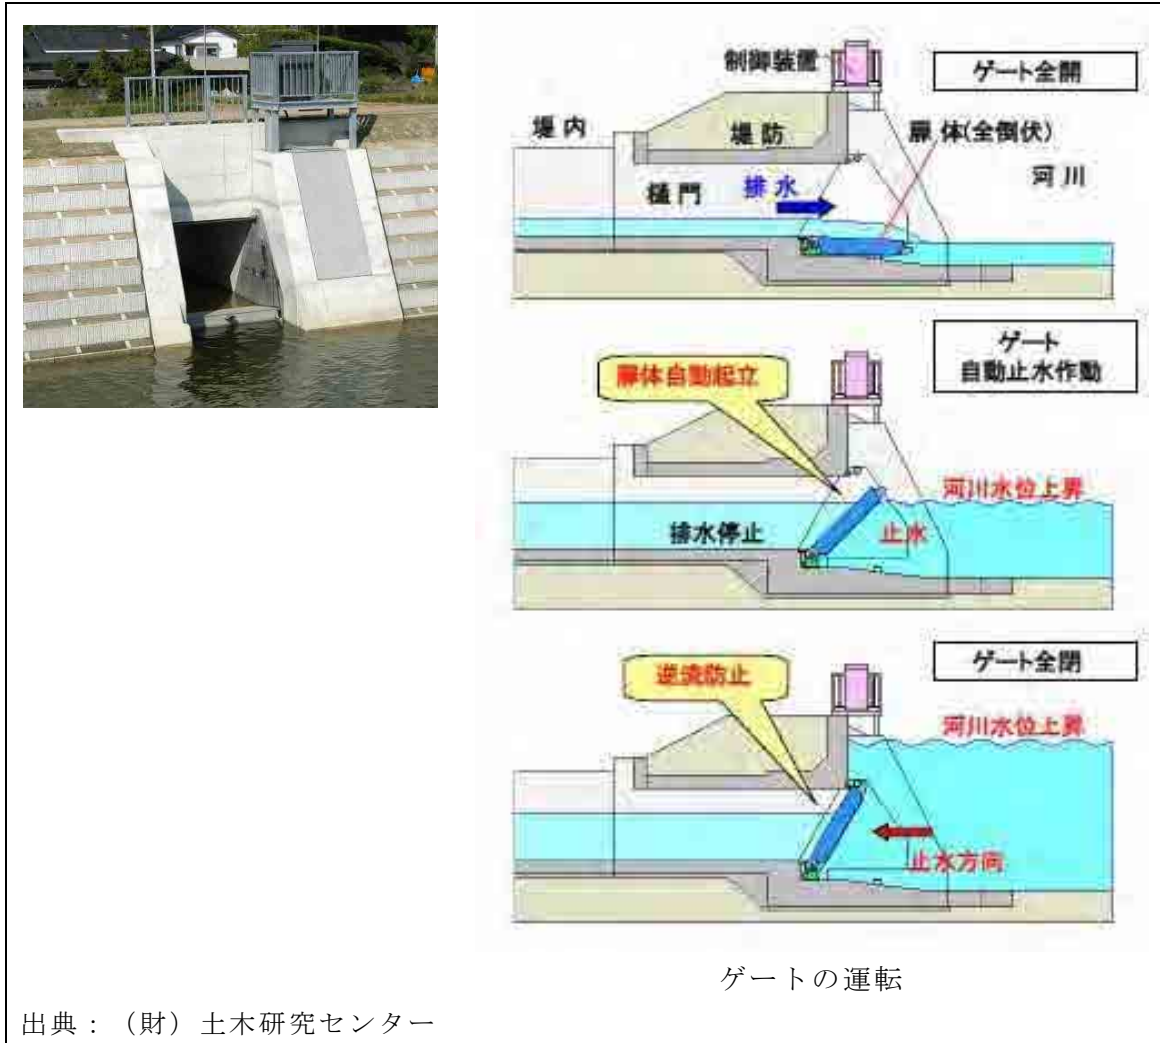 制御装置
ゲート全開
堤内
堤防
扉体(全倒伏)
河川
樋門
排水
ゲート
自動止水作動
扉体自動起立
河川水位上昇
排水停止
止水
ゲート全閉
逆流防止
河川水位上昇
止水方向
ゲートの運転
出典：（財）土木研究センター